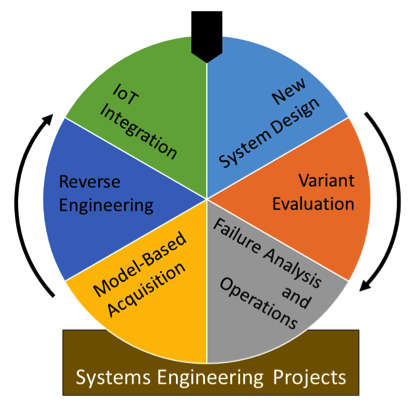 IoT
Integration
New
System Design
Reverse
Engineering
Variant
Evaluation
Model-Based
Acquisition
Failure Analysis
and
Operations
Systems Engineering Projects